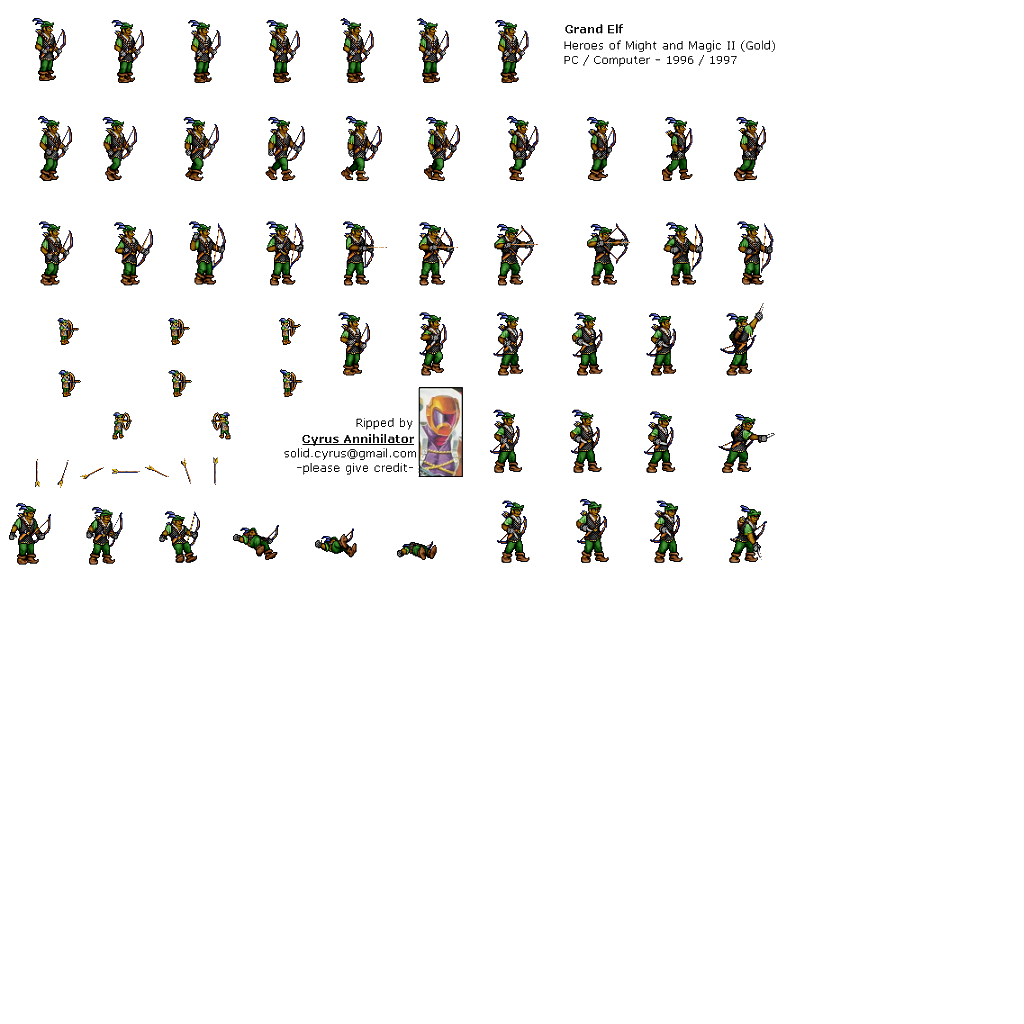 Grand Elf
Heroes of Might and Magic II (Gold)
PC / Computer - 1996 / 1997
Ripped by
Cyrus Annihilator
solid.cyrus@gmail.com
-please give credit-